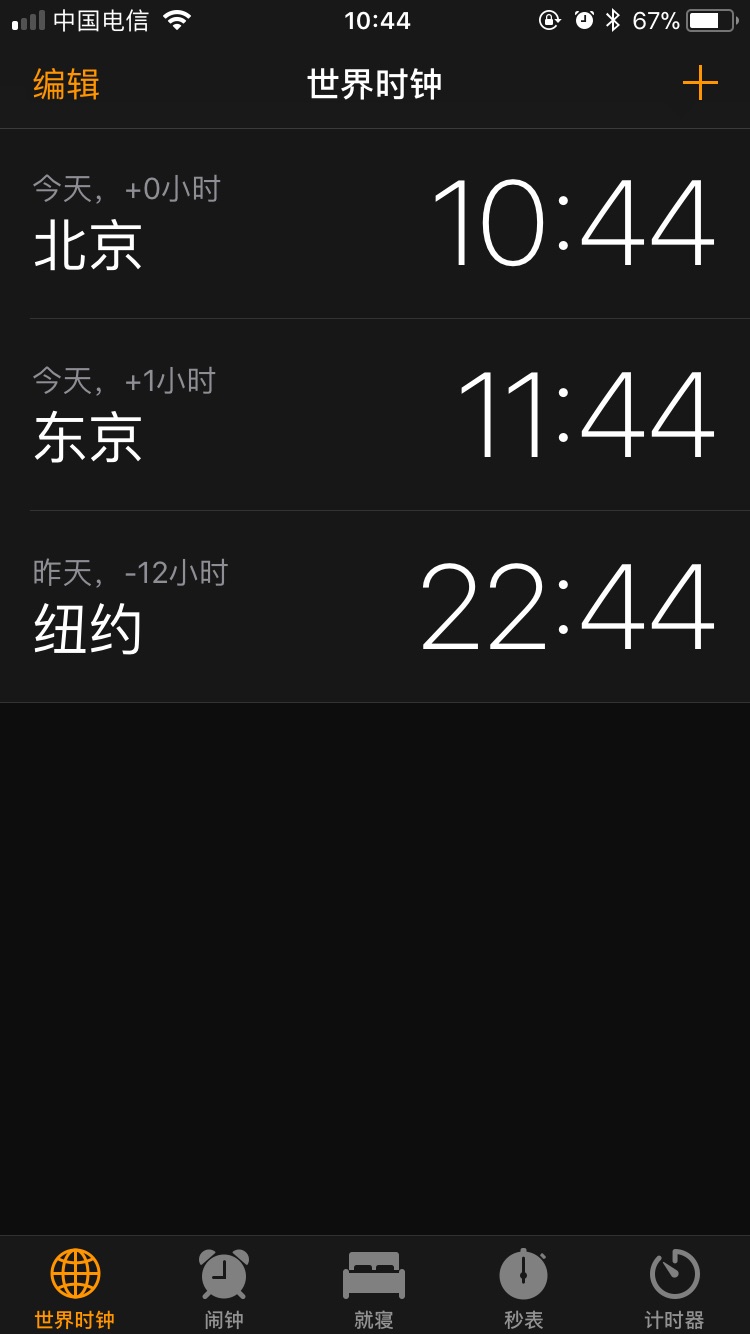 中国电信 10:44 67%
编辑 世界时钟
今天，+0小时
北京 10:44
今天，+1小时
东京 11:44
昨天，-12小时
纽约 22:44
世界时钟 闹钟 就寝 秒表 计时器